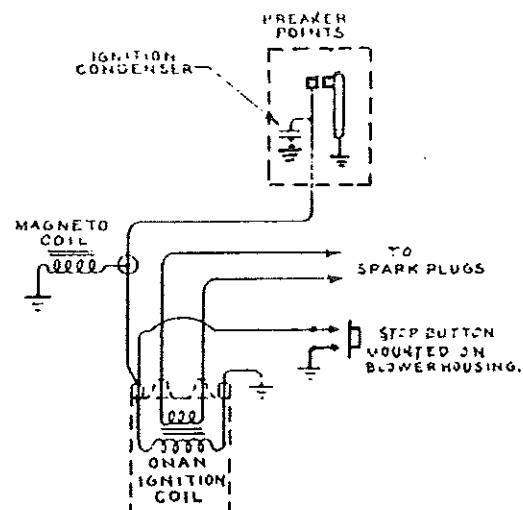 BREAKER
POINTS
IGNITION
CONDENSER
MAGNETO
COIL
TO
SPARK PLUGS
STOP BUTTON
MOUNTED ON
BLOWER HOUSING.
ONAN
IGNITION
COIL